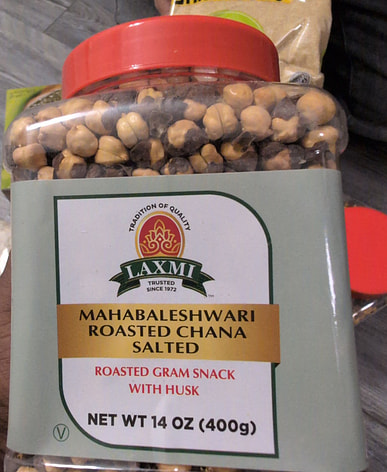 TRADITION OF QUALITY
LAXMI
TRUSTED
SINCE 1972
™
MAHABALESHWARI
ROASTED CHANA
SALTED
ROASTED GRAM SNACK
WITH HUSK
NET WT 14 OZ (400g)
V